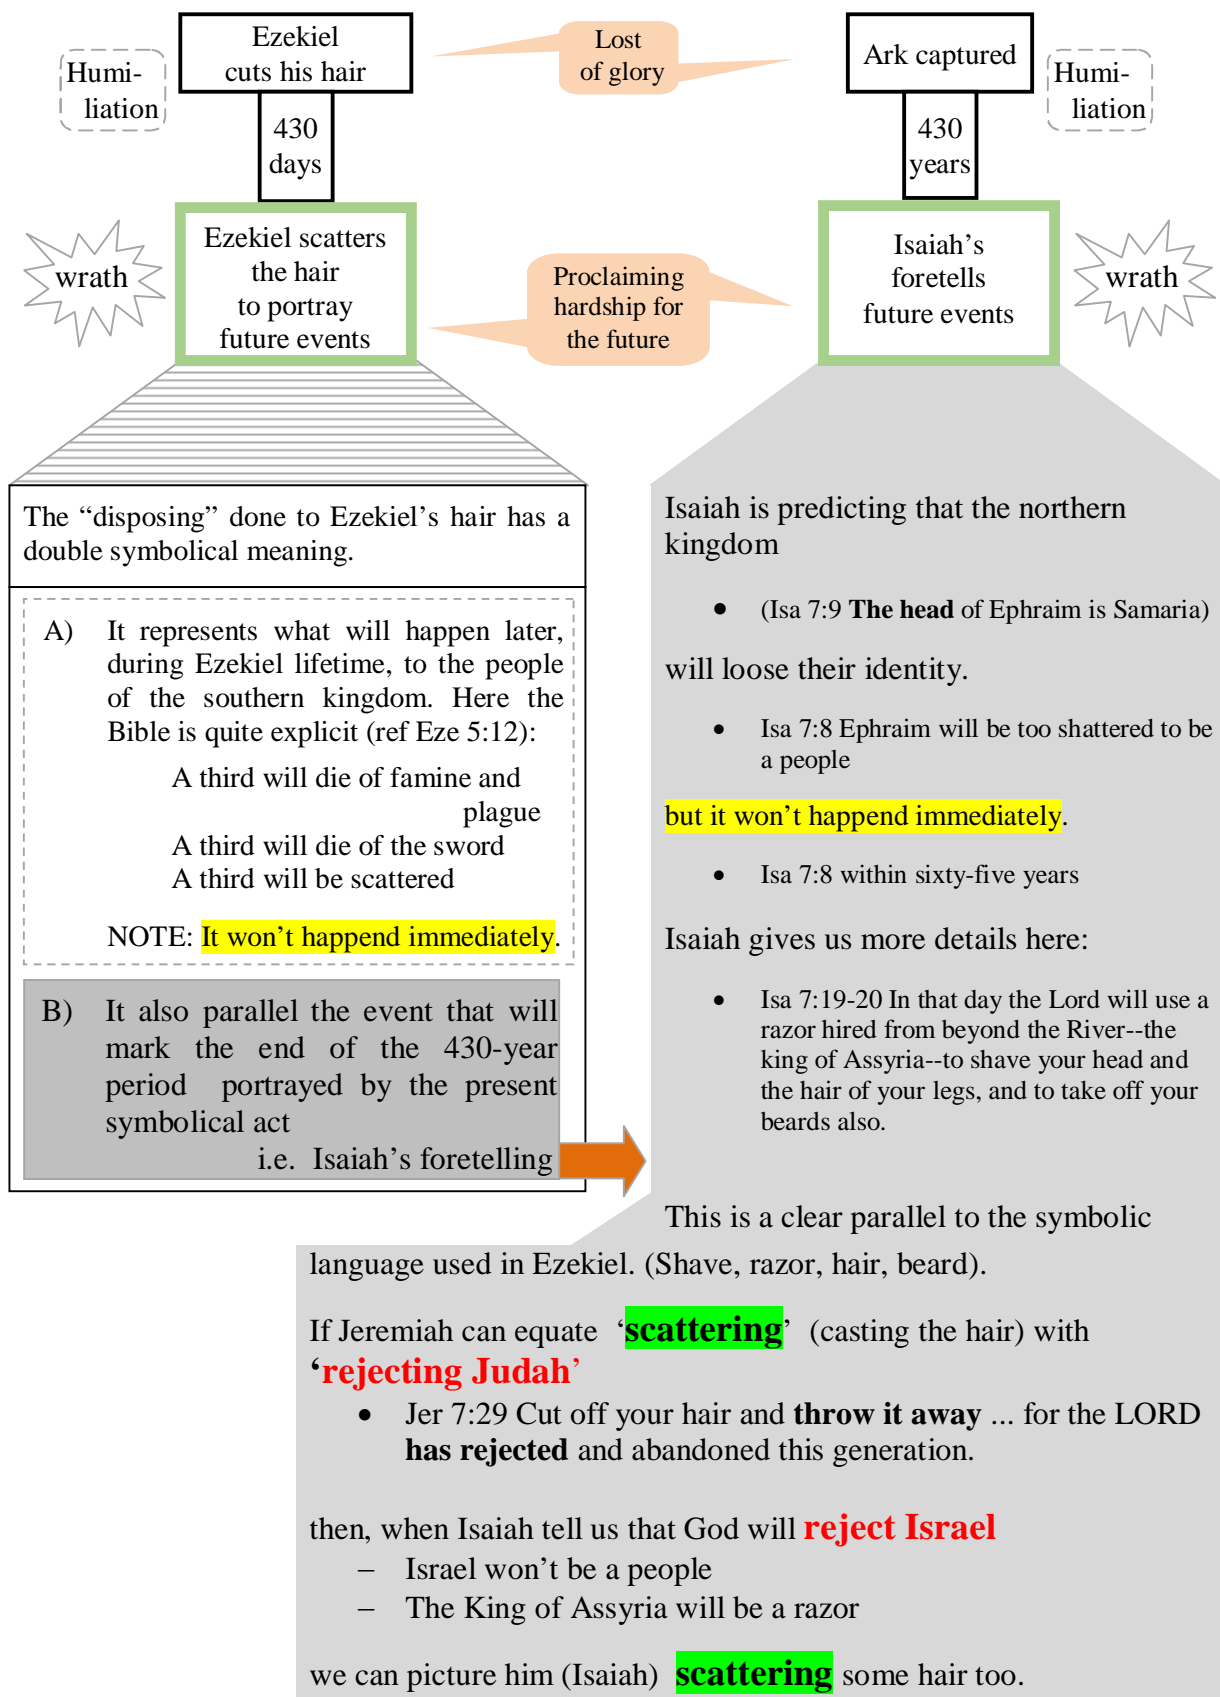 Ezekiel
cuts his hair
Lost
of glory
Ark captured
Humi-
liation
Humi-
liation
430
days
430
years
Ezekiel scatters
the hair
to portray
future events
wrath
Proclaiming
hardship for
the future
Isaiah’s
foretells
future events
wrath
The “disposing” done to Ezekiel’s hair has a
double symbolical meaning.
A) It represents what will happen later,
during Ezekiel lifetime, to the people
of the southern kingdom. Here the
Bible is quite explicit (ref Eze 5:12):
A third will die of famine and
plague
A third will die of the sword
A third will be scattered
NOTE: It won’t happend immediately.
B) It also parallel the event that will
mark the end of the 430-year
period portrayed by the present
symbolical act
i.e. Isaiah’s foretelling
Isaiah is predicting that the northern
kingdom
• (Isa 7:9 The head of Ephraim is Samaria)
will loose their identity.
• Isa 7:8 Ephraim will be too shattered to be
a people
but it won’t happend immediately.
• Isa 7:8 within sixty-five years
Isaiah gives us more details here:
• Isa 7:19-20 In that day the Lord will use a
razor hired from beyond the River--the
king of Assyria--to shave your head and
the hair of your legs, and to take off your
beards also.
This is a clear parallel to the symbolic
language used in Ezekiel. (Shave, razor, hair, beard).
If Jeremiah can equate ‘scattering’ (casting the hair) with
‘rejecting Judah’
• Jer 7:29 Cut off your hair and throw it away ... for the LORD
has rejected and abandoned this generation.
then, when Isaiah tell us that God will reject Israel
– Israel won’t be a people
– The King of Assyria will be a razor
we can picture him (Isaiah) scattering some hair too.